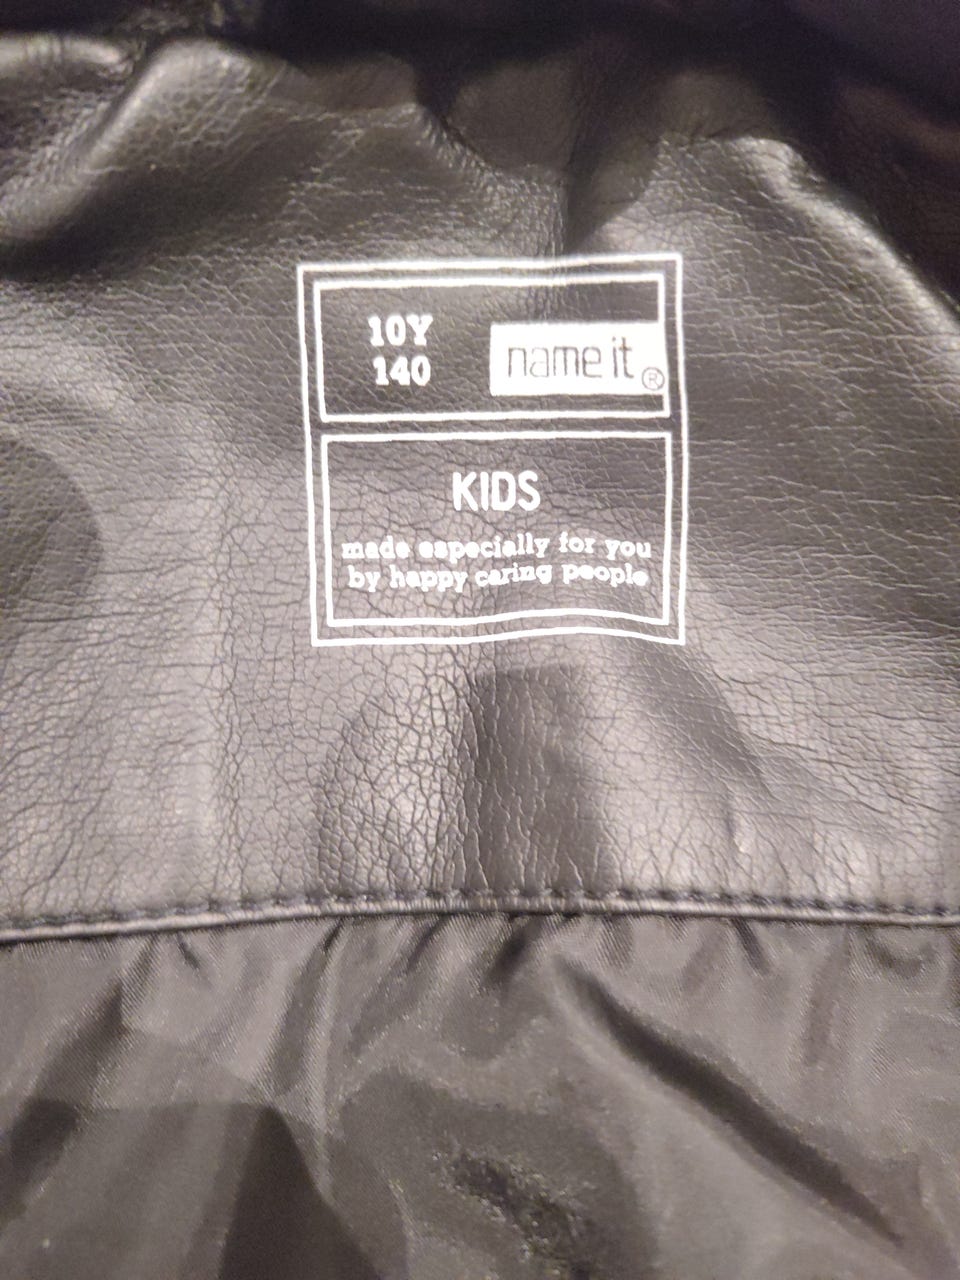 10Y
140
name it®
KIDS
made especially for you
by happy caring people